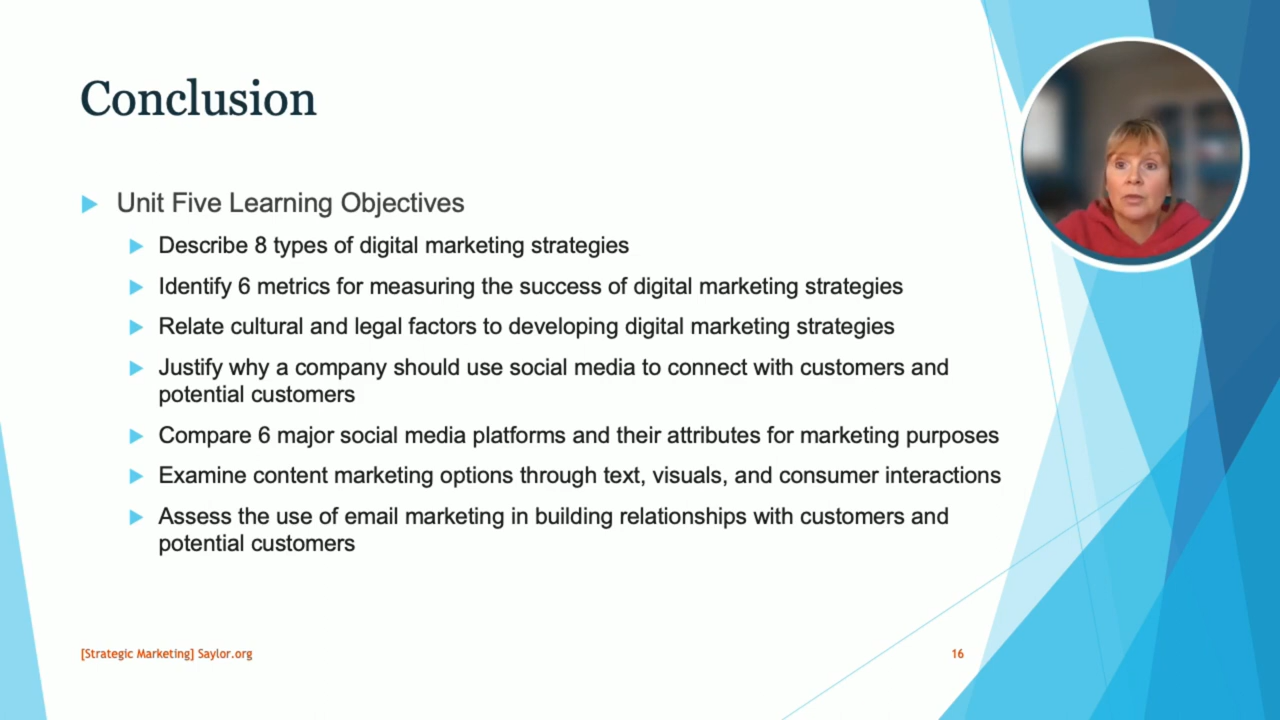 Conclusion
Unit Five Learning Objectives
Describe 8 types of digital marketing strategies
Identify 6 metrics for measuring the success of digital marketing strategies
Relate cultural and legal factors to developing digital marketing strategies
Justify why a company should use social media to connect with customers and
potential customers
Compare 6 major social media platforms and their attributes for marketing purposes
Examine content marketing options through text, visuals, and consumer interactions
Assess the use of email marketing in building relationships with customers and
potential customers
[Strategic Marketing] Saylor.org
16